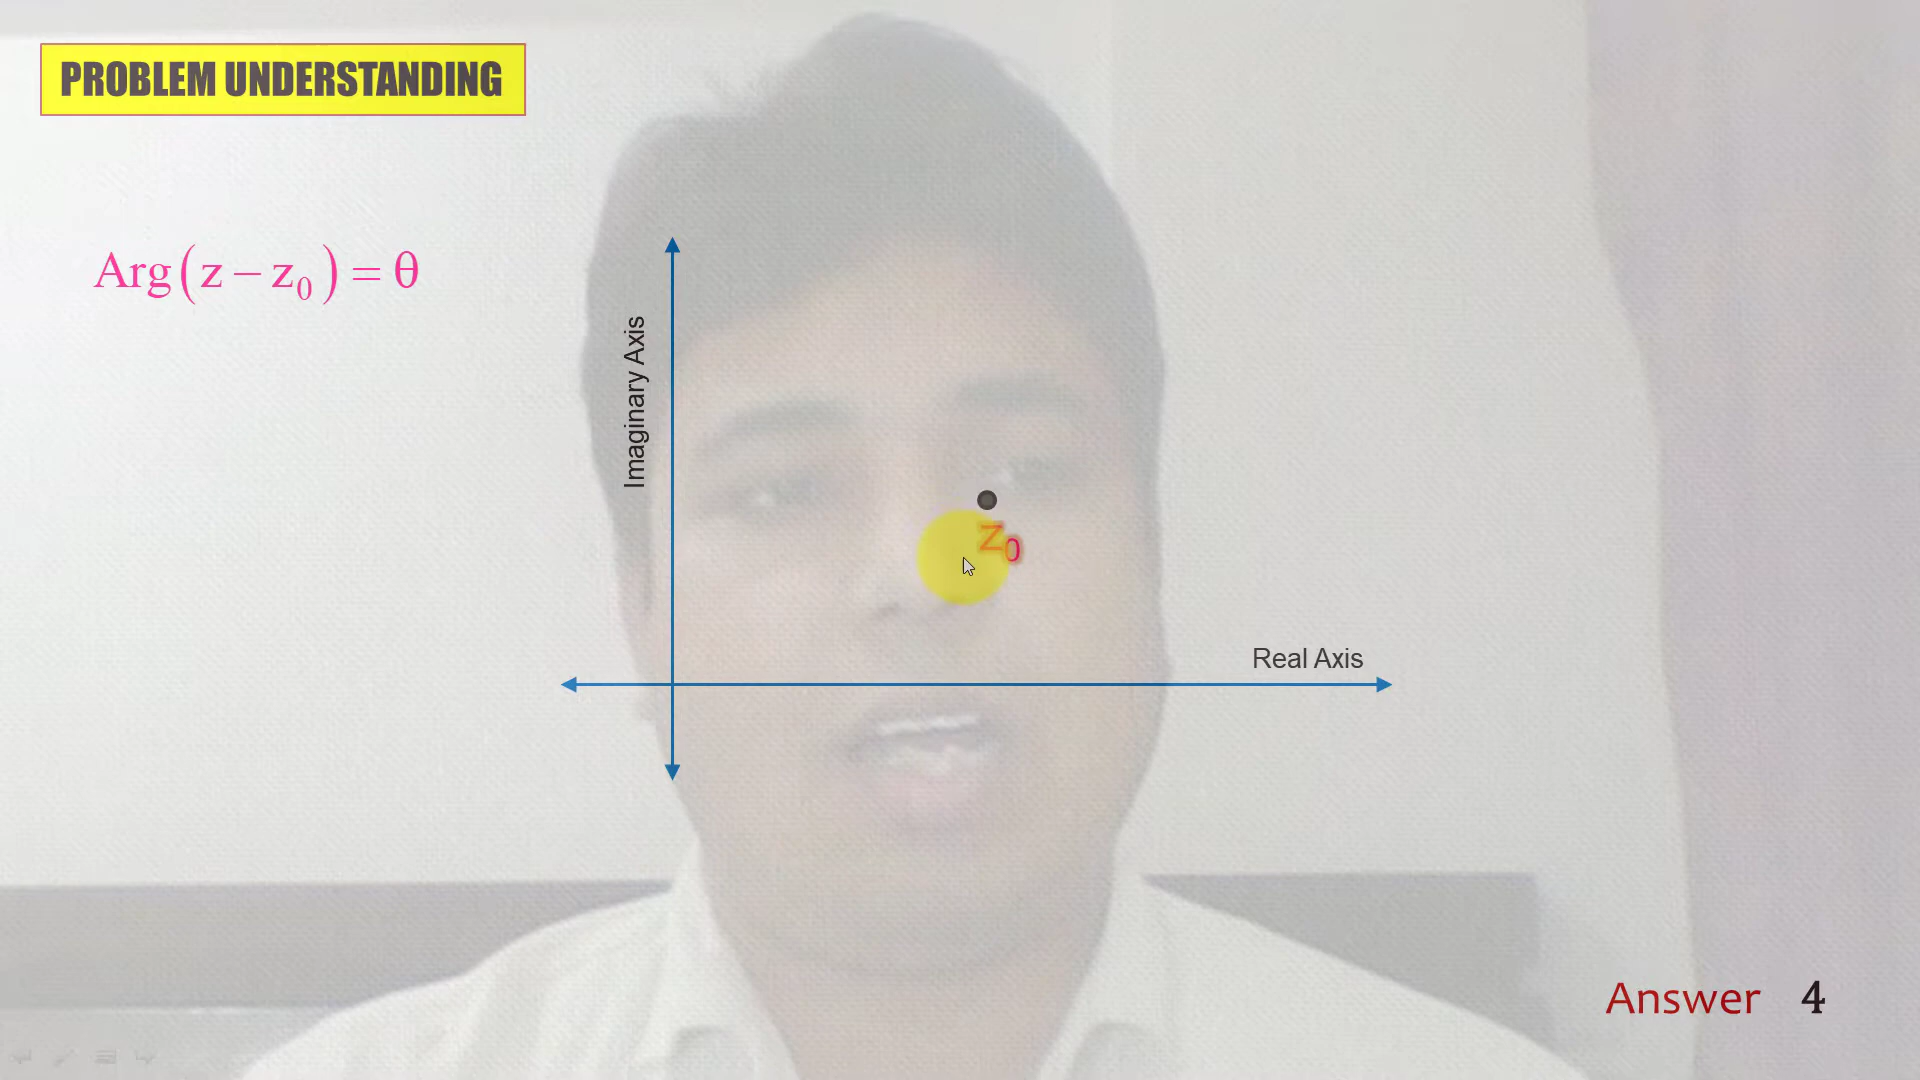 PROBLEM UNDERSTANDING
Arg(z − z₀) = θ
Imaginary Axis
z₀
Real Axis
Answer 4